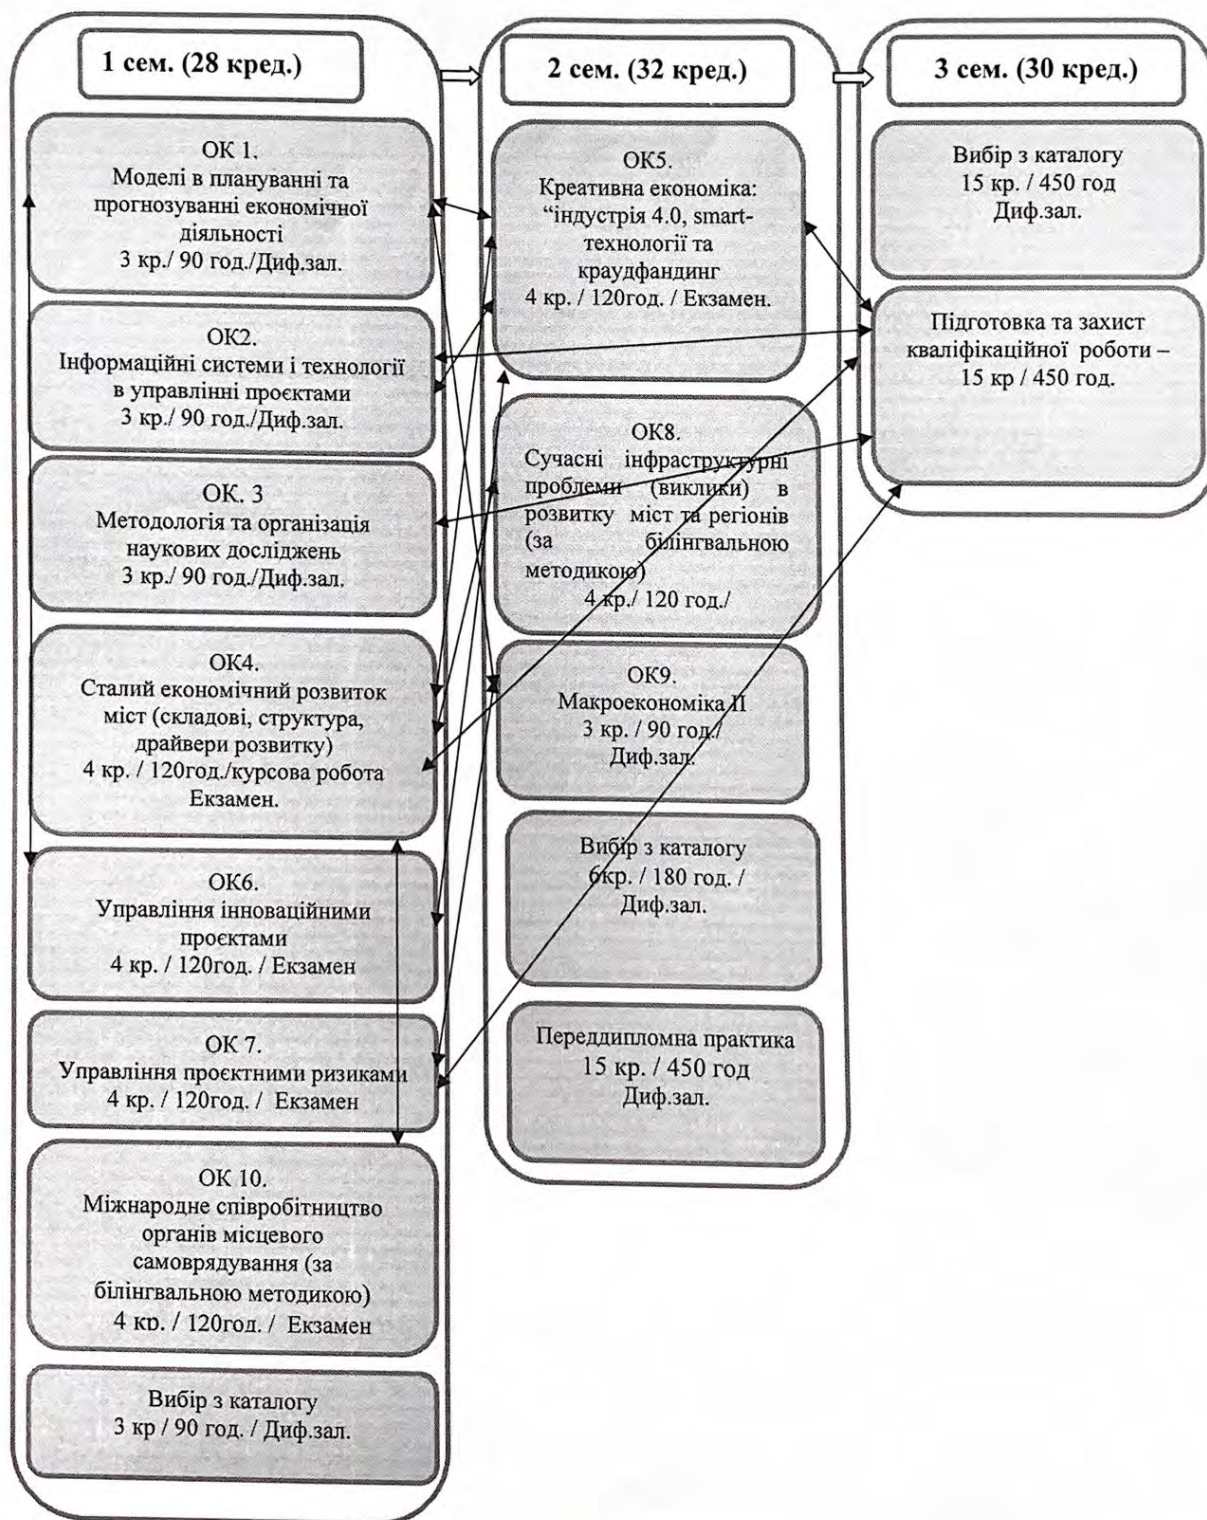 1 сем. (28 кред.)
ОК 1.
Моделі в плануванні та
прогнозуванні економічної
діяльності
3 кр./ 90 год./Диф.зал.
ОК2.
Інформаційні системи і технології
в управлінні проєктами
3 кр./ 90 год./Диф.зал.
ОК. 3
Методологія та організація
наукових досліджень
3 кр./ 90 год./Диф.зал.
ОК4.
Сталий економічний розвиток
міст (складові, структура,
драйвери розвитку)
4 кр. / 120год./курсова робота
Екзамен.
ОК6.
Управління інноваційними
проєктами
4 кр. / 120год. / Екзамен
ОК 7.
Управління проєктними ризиками
4 кр. / 120год. / Екзамен
ОК 10.
Міжнародне співробітництво
органів місцевого
самоврядування (за
білінгвальною методикою)
4 кр. / 120год. / Екзамен
Вибір з каталогу
3 кр / 90 год. / Диф.зал.
2 сем. (32 кред.)
ОК5.
Креативна економіка:
“індустрія 4.0, smart-
технології та
краудфандинг
4 кр. / 120год. / Екзамен.
ОК8.
Сучасні інфраструктурні
проблеми (виклики) в
розвитку міст та регіонів
(за білінгвальною
методикою)
4 кр./ 120 год./
ОК9.
Макроекономіка ІІ
3 кр. / 90 год./
Диф.зал.
Вибір з каталогу
6кр. / 180 год. /
Диф.зал.
Переддипломна практика
15 кр. / 450 год
Диф.зал.
3 сем. (30 кред.)
Вибір з каталогу
15 кр. / 450 год
Диф.зал.
Підготовка та захист
кваліфікаційної роботи –
15 кр / 450 год.